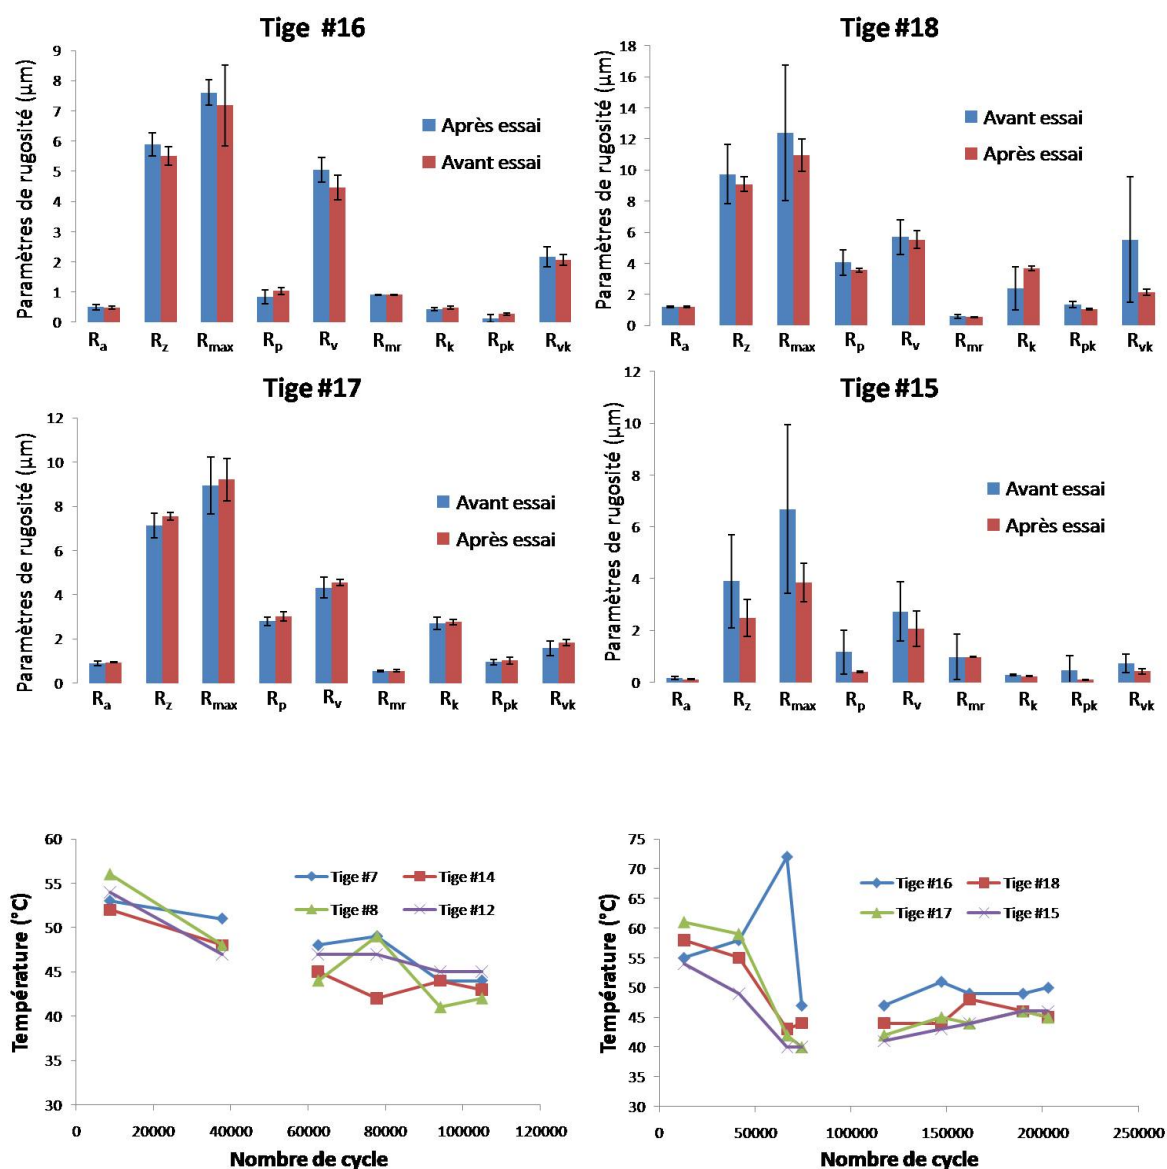 Tige #16
Paramètres de rugosité (µm)
9
8
7
6
5
4
3
2
1
0
Après essai
Avant essai
Ra Rz Rmax Rp Rv Rmr Rk Rpk Rvk
Tige #18
Paramètres de rugosité (µm)
18
16
14
12
10
8
6
4
2
0
Avant essai
Après essai
Ra Rz Rmax Rp Rv Rmr Rk Rpk Rvk
Tige #17
Paramètres de rugosité (µm)
12
10
8
6
4
2
0
Avant essai
Après essai
Ra Rz Rmax Rp Rv Rmr Rk Rpk Rvk
Tige #15
Paramètres de rugosité (µm)
12
10
8
6
4
2
0
Avant essai
Après essai
Ra Rz Rmax Rp Rv Rmr Rk Rpk Rvk
Température (°C)
60
55
50
45
40
35
30
Tige #7 Tige #14
Tige #8 Tige #12
0 20000 40000 60000 80000 100000 120000
Nombre de cycle
Température (°C)
75
70
65
60
55
50
45
40
35
30
Tige #16 Tige #18
Tige #17 Tige #15
0 50000 100000 150000 200000 250000
Nombre de cycle